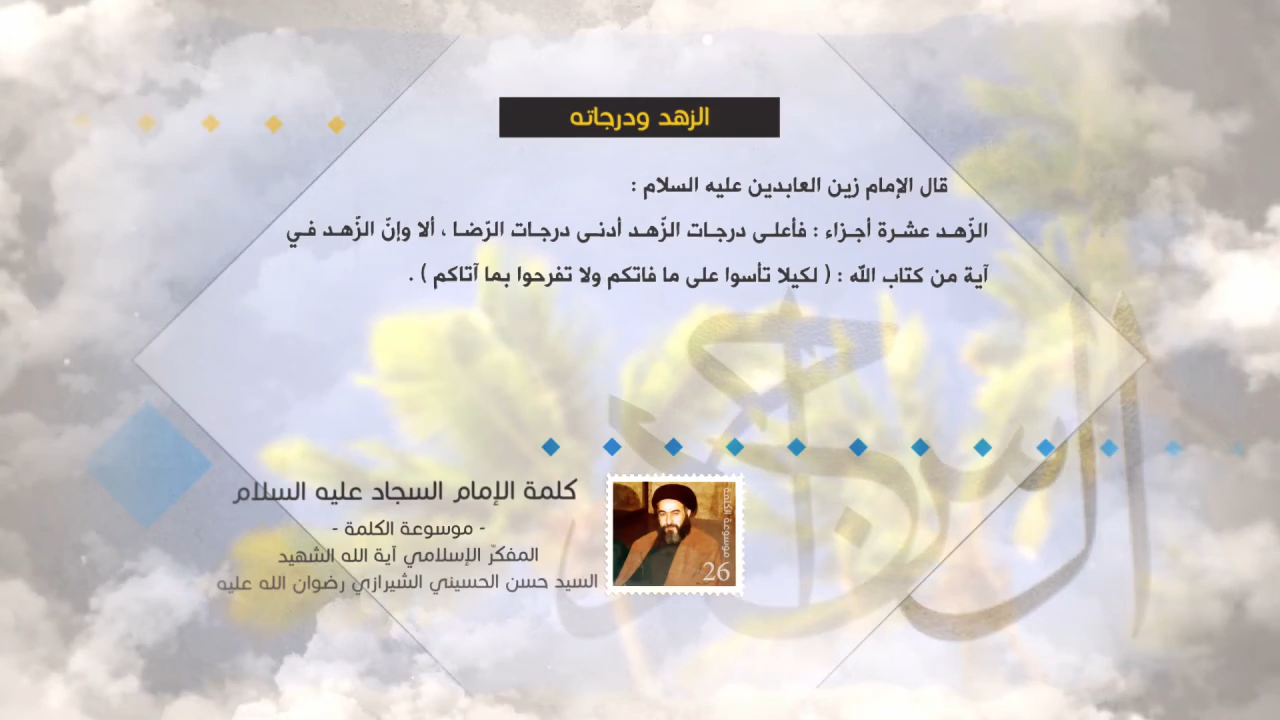 الزهد ودرجاته
قال الإمام زين العابدين عليه السلام :
الزّهد عشرة أجزاء : فأعلى درجات الزّهد أدنى درجات الرّضا ، ألا وإنّ الزّهد في
آية من كتاب الله : ( لكيلا تأسوا على ما فاتكم ولا تفرحوا بما آتاكم ) .
كلمة الإمام السجاد عليه السلام
- موسوعة الكلمة -
المفكّر الإسلامي آية الله الشهيد
السيد حسن الحسيني الشيرازي رضوان الله عليه
موسوعة الكلمة
26
السجاد